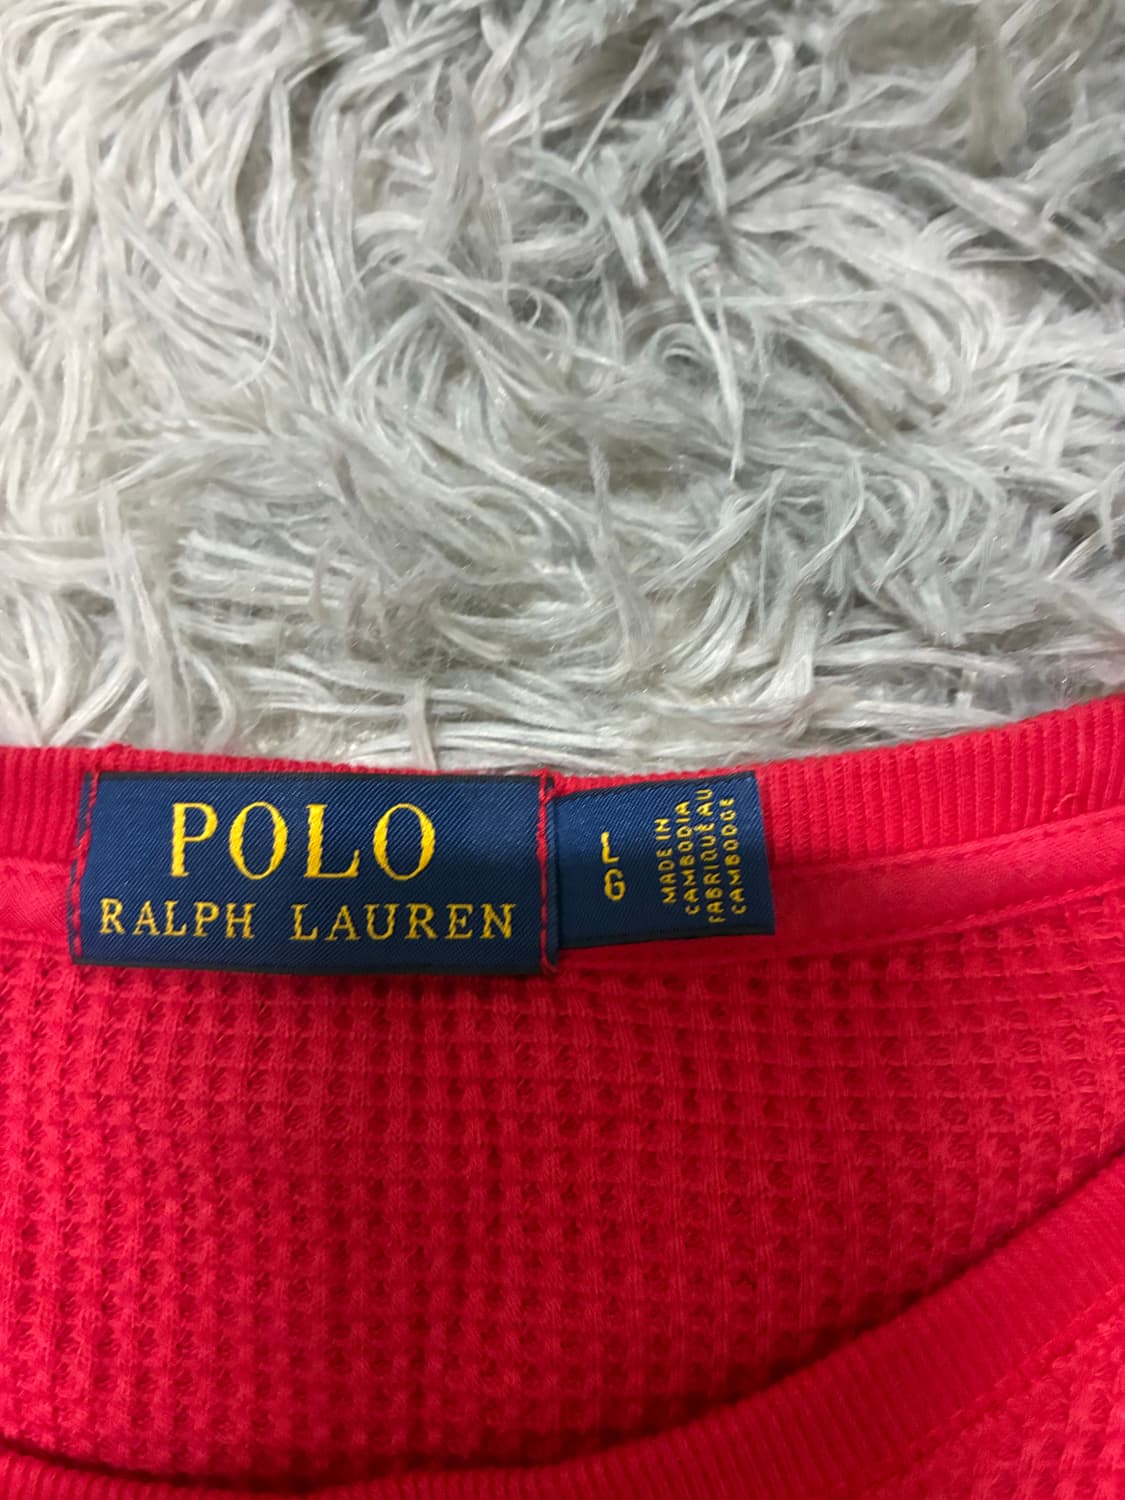 POLO
RALPH LAUREN
L
G
MADE IN
CAMBODIA
FABRIQUÉ AU
CAMBODGE